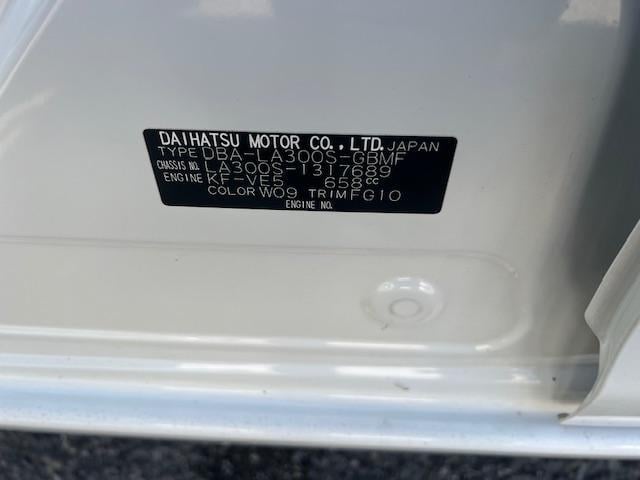 DAIHATSU MOTOR CO.,LTD. JAPAN
TYPE DBA-LA300S-GBMF
CHASSIS NO. LA300S-1317689
ENGINE KF-VE5 658cc
COLOR W09 TRIM FG10
ENGINE NO.